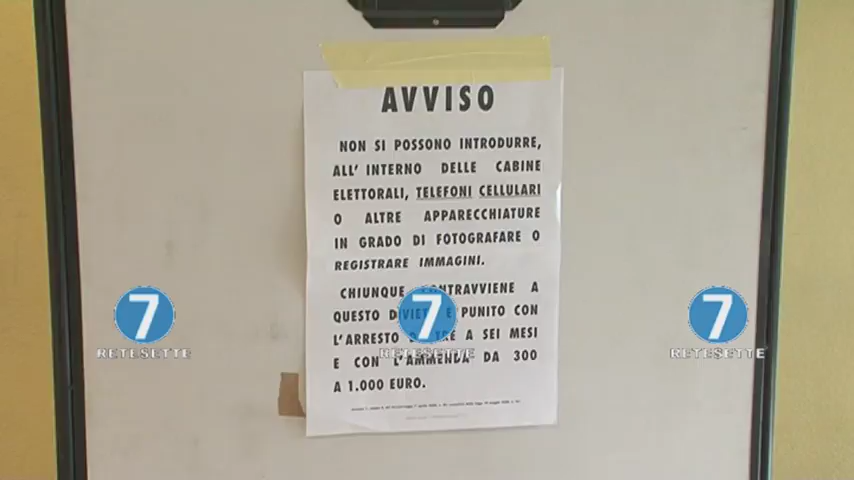 AVVISO
NON SI POSSONO INTRODURRE,
ALL' INTERNO DELLE CABINE
ELETTORALI, TELEFONI CELLULARI
O ALTRE APPARECCHIATURE
IN GRADO DI FOTOGRAFARE O
REGISTRARE IMMAGINI.
CHIUNQUE CONTRAVVIENE A
QUESTO DIVIETO E' PUNITO CON
L'ARRESTO DA TRE A SEI MESI
E CON L'AMMENDA DA 300
A 1.000 EURO.
7 7 7
RETESETTE RETESETTE RETESETTE